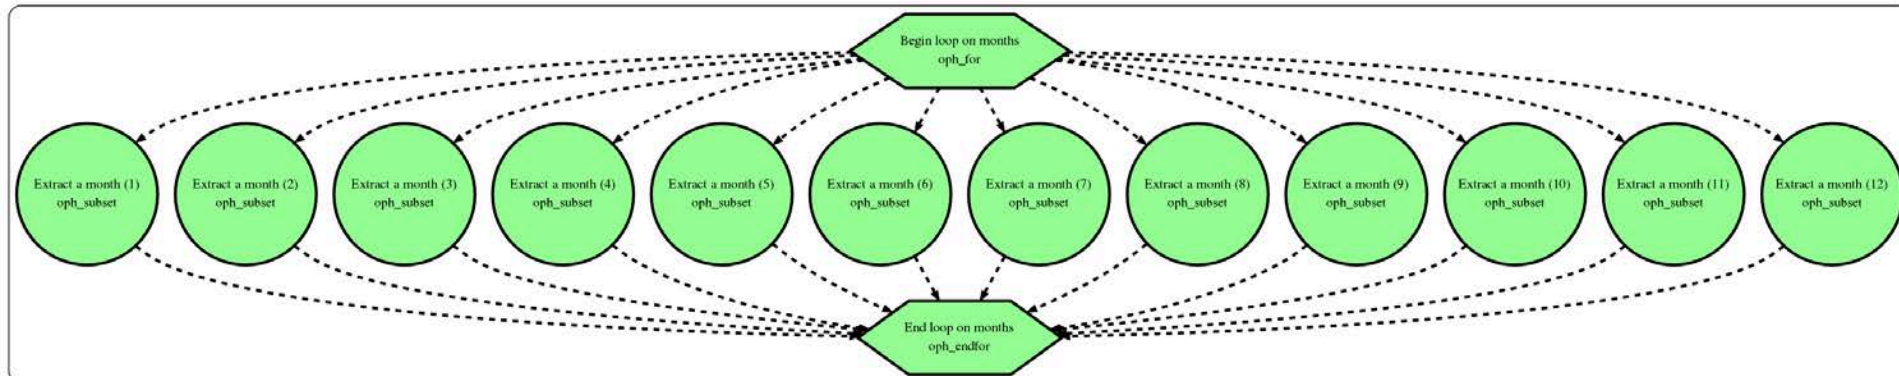 Begin loop on months
oph_for
Extract a month (1)
oph_subset
Extract a month (2)
oph_subset
Extract a month (3)
oph_subset
Extract a month (4)
oph_subset
Extract a month (5)
oph_subset
Extract a month (6)
oph_subset
Extract a month (7)
oph_subset
Extract a month (8)
oph_subset
Extract a month (9)
oph_subset
Extract a month (10)
oph_subset
Extract a month (11)
oph_subset
Extract a month (12)
oph_subset
End loop on months
oph_endfor